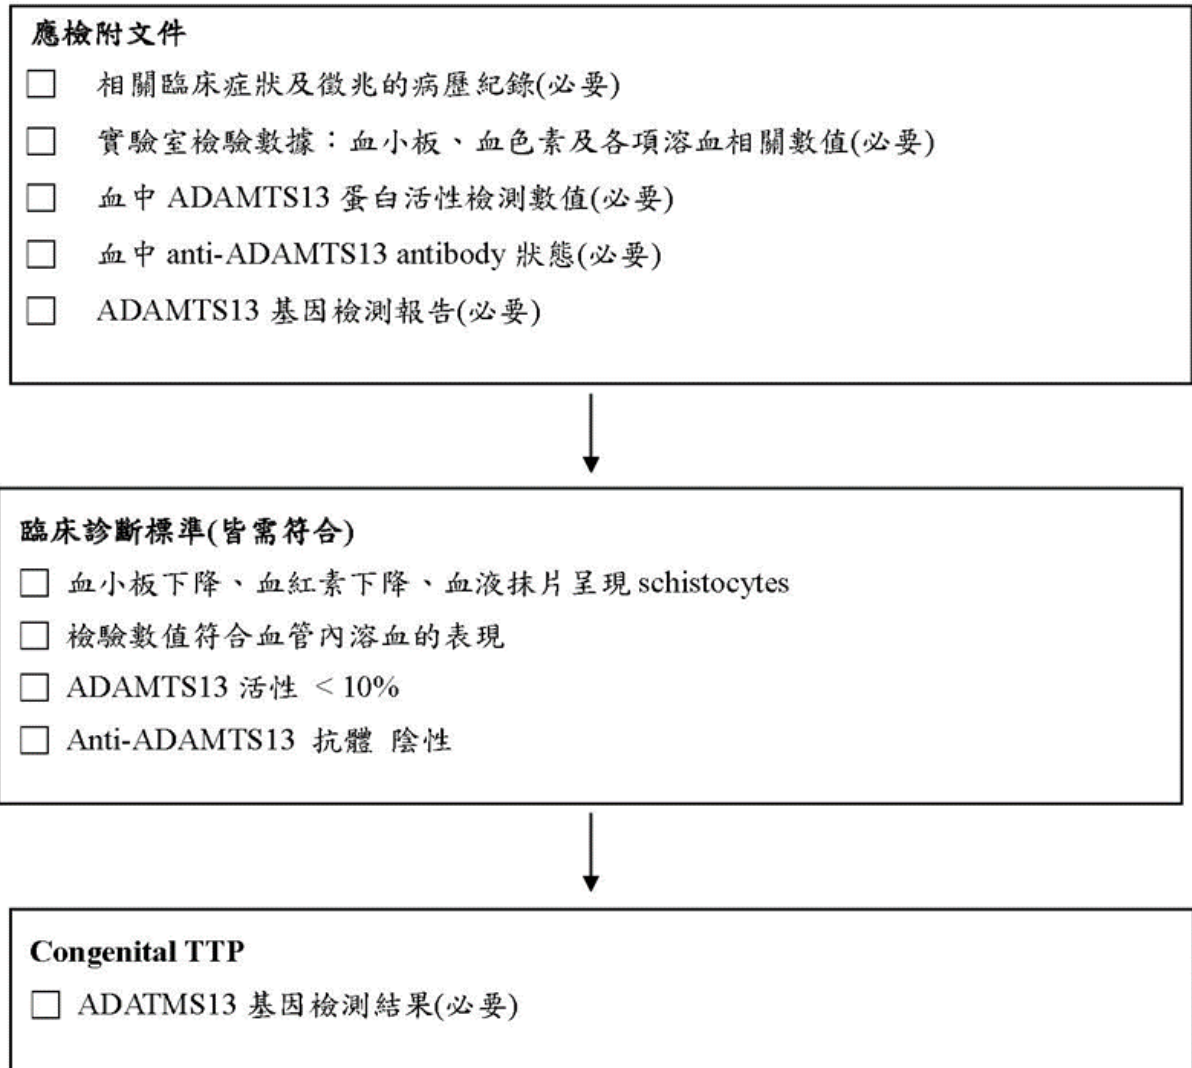 應檢附文件
□ 相關臨床症狀及徵兆的病歷紀錄(必要)
□ 實驗室檢驗數據：血小板、血色素及各項溶血相關數值(必要)
□ 血中 ADAMTS13 蛋白活性檢測數值(必要)
□ 血中 anti-ADAMTS13 antibody 狀態(必要)
□ ADAMTS13 基因檢測報告(必要)
臨床診斷標準(皆需符合)
□ 血小板下降、血紅素下降、血液抹片呈現 schistocytes
□ 檢驗數值符合血管內溶血的表現
□ ADAMTS13 活性 < 10%
□ Anti-ADAMTS13 抗體 陰性
Congenital TTP
□ ADATMS13 基因檢測結果(必要)